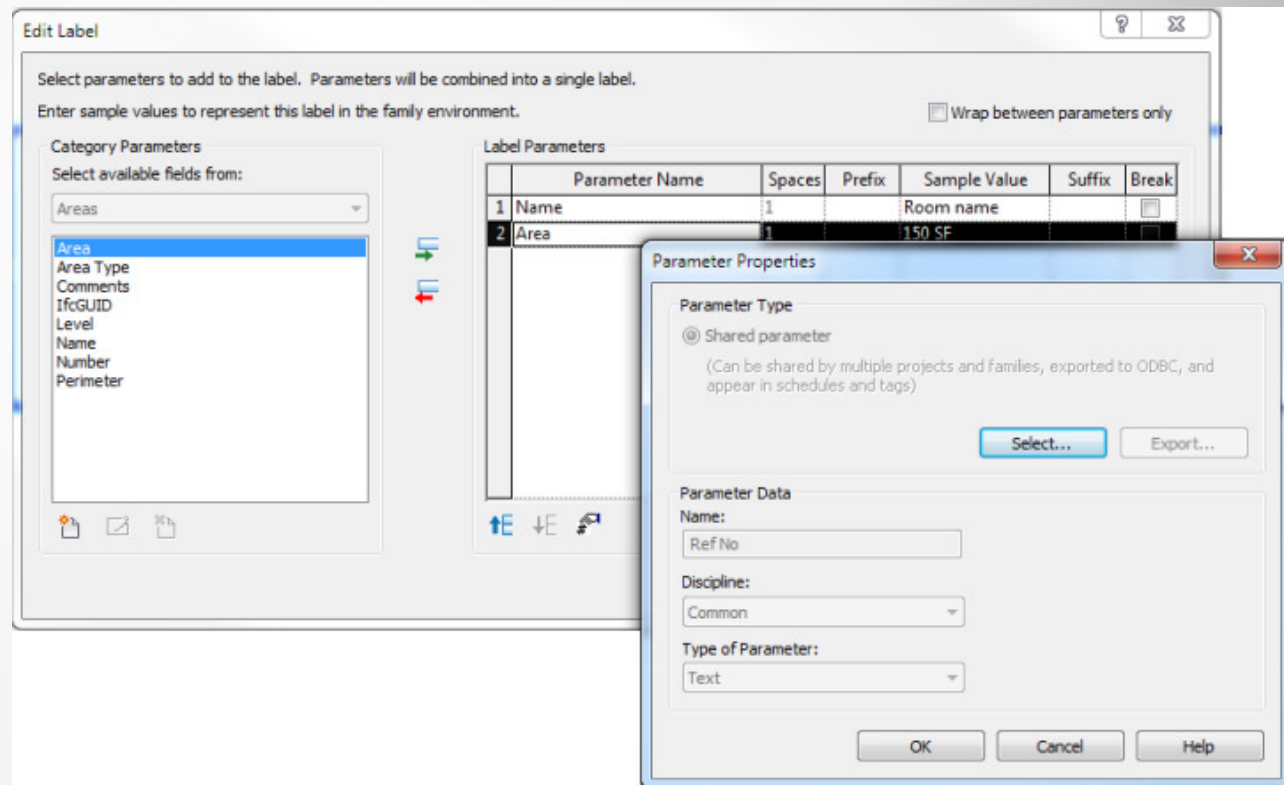 Edit Label
Select parameters to add to the label. Parameters will be combined into a single label.
Enter sample values to represent this label in the family environment.
Wrap between parameters only
Category Parameters
Select available fields from:
Areas
Area
Area Type
Comments
IfcGUID
Level
Name
Number
Perimeter
Label Parameters
Parameter Name Spaces Prefix Sample Value Suffix Break
1 Name 1 Room name
2 Area 1 150 SF
Parameter Properties
Parameter Type
Shared parameter
(Can be shared by multiple projects and families, exported to ODBC, and
appear in schedules and tags)
Select... Export...
Parameter Data
Name:
Ref No
Discipline:
Common
Type of Parameter:
Text
OK Cancel Help